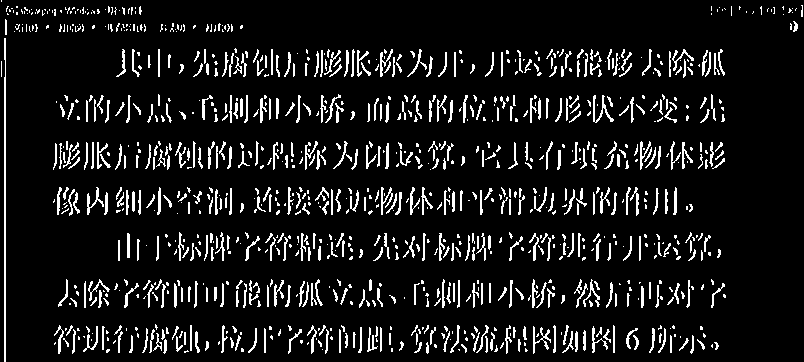 其中,先腐蚀后膨胀称为开,开运算能够去除孤
立的小点、毛刺和小桥,而总的位置和形状不变;先
膨胀后腐蚀的过程称为闭运算,它具有填充物体影
像内细小空洞,连接邻近物体和平滑边界的作用。
由于标牌字符粘连,先对标牌字符进行开运算,
去除字符间可能的孤立点、毛刺和小桥,然后再对字
符进行腐蚀,拉开字符间距,算法流程图如图 6 所示。